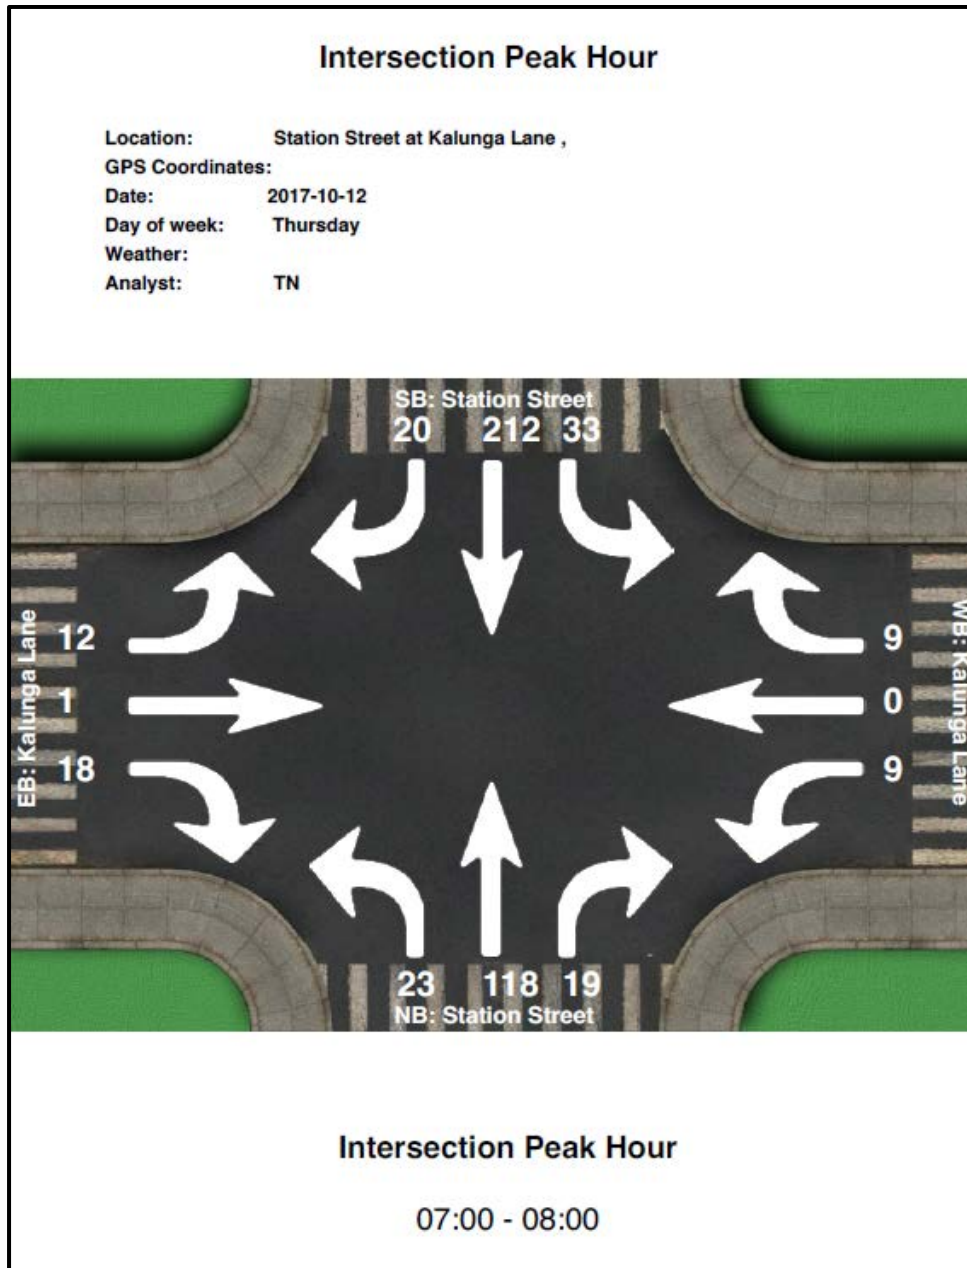 Intersection Peak Hour
Location: Station Street at Kalunga Lane ,
GPS Coordinates:
Date: 2017-10-12
Day of week: Thursday
Weather:
Analyst: TN
SB: Station Street
20 212 33
EB: Kalunga Lane
12
1
18
WB: Kalunga Lane
9
0
9
23 118 19
NB: Station Street
Intersection Peak Hour
07:00 - 08:00